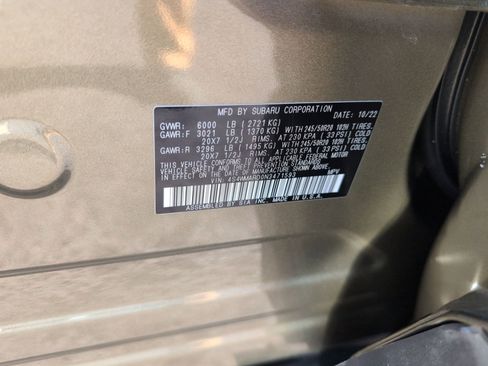 MFD BY SUBARU CORPORATION DATE: 10/22
GVWR: 6000 LB (2721 KG)
GAWR:F 3021 LB (1370 KG) WITH 245/50R20 102H TIRES,
20X7 1/2J RIMS AT 230 KPA (33 PSI) COLD
GAWR:R 3296 LB (1495 KG) WITH 245/50R20 102H TIRES,
20X7 1/2J RIMS AT 230 KPA (33 PSI) COLD
THIS VEHICLE CONFORMS TO ALL APPLICABLE FEDERAL MOTOR
VEHICLE SAFETY AND BUMPER STANDARDS IN EFFECT ON THE
DATE OF MANUFACTURE SHOWN ABOVE.
VIN: 4S4WMARD0N3471593 MPV
ASSEMBLED BY SIA INC. MADE IN U.S.A.